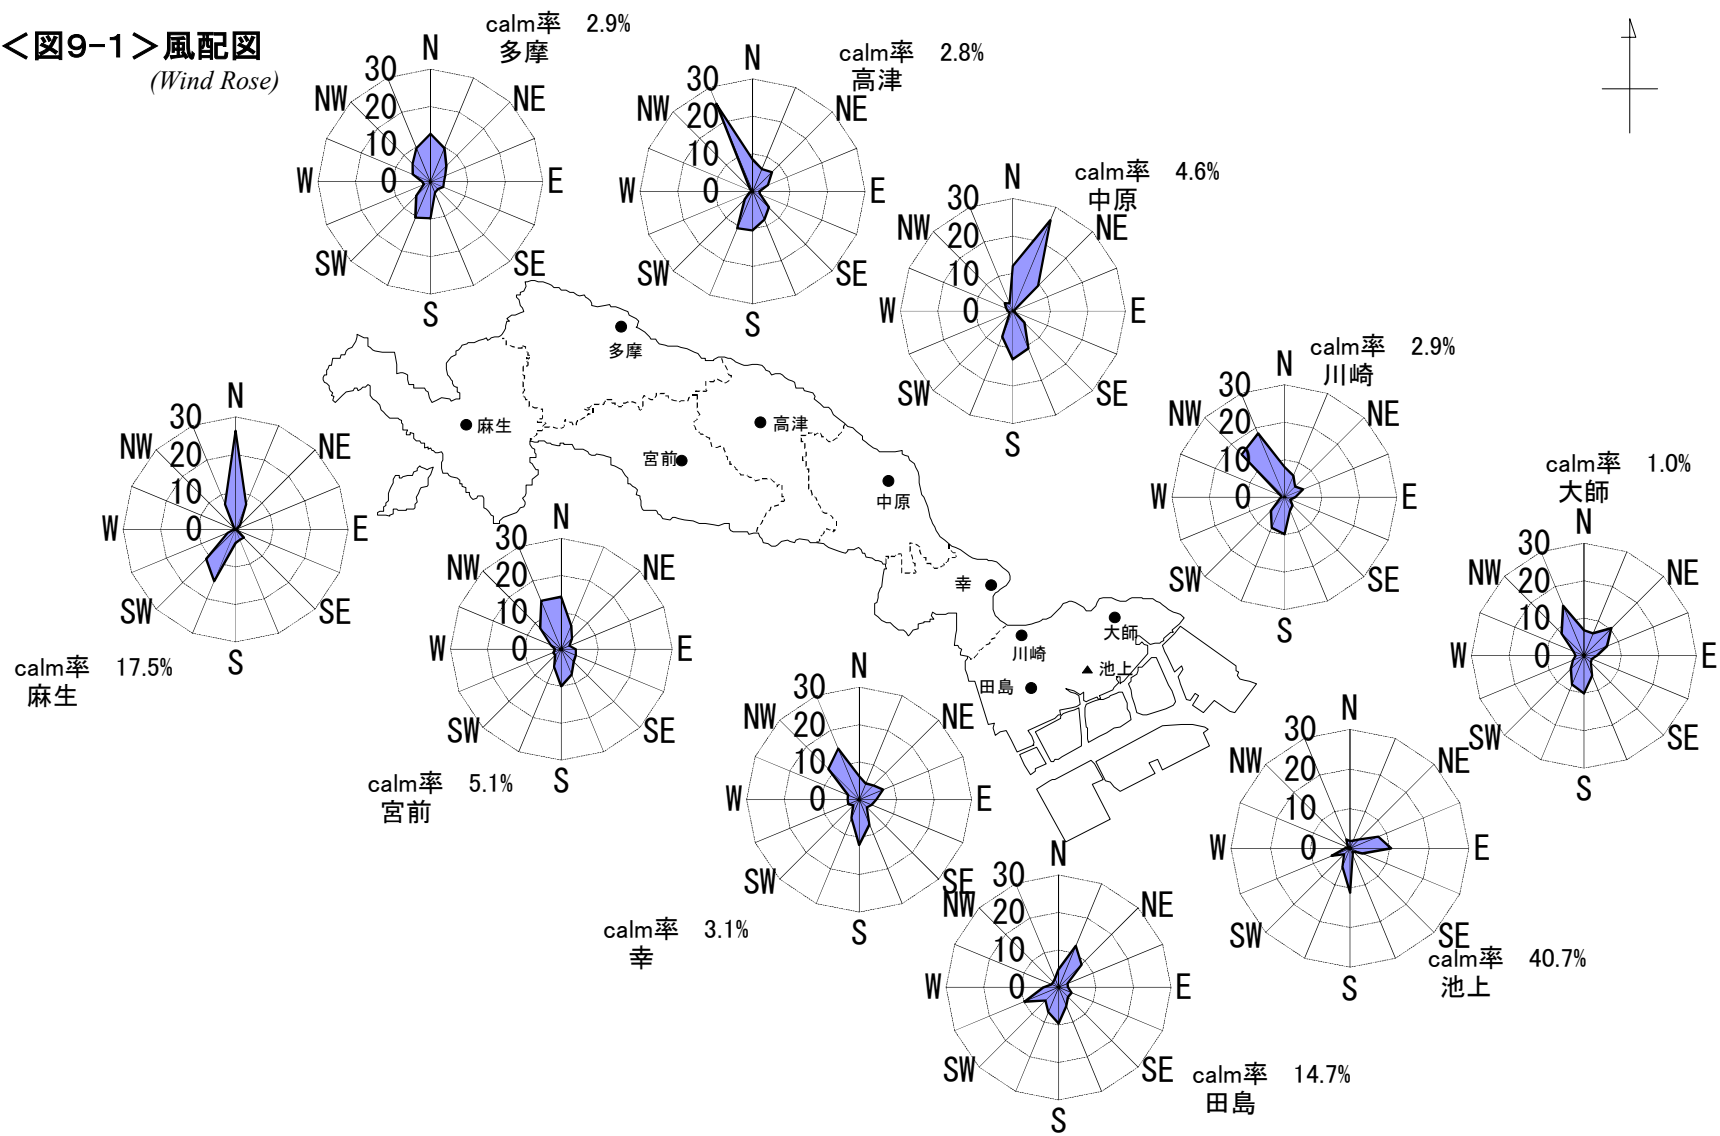 ＜図9-1＞風配図
(Wind Rose)
calm率 2.9%
多摩
N
NE
E
SE
S
SW
W
NW
30
20
10
0
calm率 2.8%
高津
N
NE
E
SE
S
SW
W
NW
30
20
10
0
calm率 4.6%
中原
N
NE
E
SE
S
SW
W
NW
30
20
10
0
calm率 2.9%
川崎
N
NE
E
SE
S
SW
W
NW
30
20
10
0
calm率 1.0%
大師
N
NE
E
SE
S
SW
W
NW
30
20
10
0
N
NE
E
SE
S
SW
W
NW
30
20
10
0
calm率 17.5%
麻生
N
NE
E
SE
S
SW
W
NW
30
20
10
0
calm率 5.1%
宮前
N
NE
E
SE
S
SW
W
NW
30
20
10
0
calm率 3.1%
幸
N
NE
E
SE
S
SW
W
NW
30
20
10
0
calm率 14.7%
田島
N
NE
E
SE
S
SW
W
NW
30
20
10
0
calm率 40.7%
池上
多摩
麻生
高津
宮前
中原
幸
大師
川崎
池上
田島